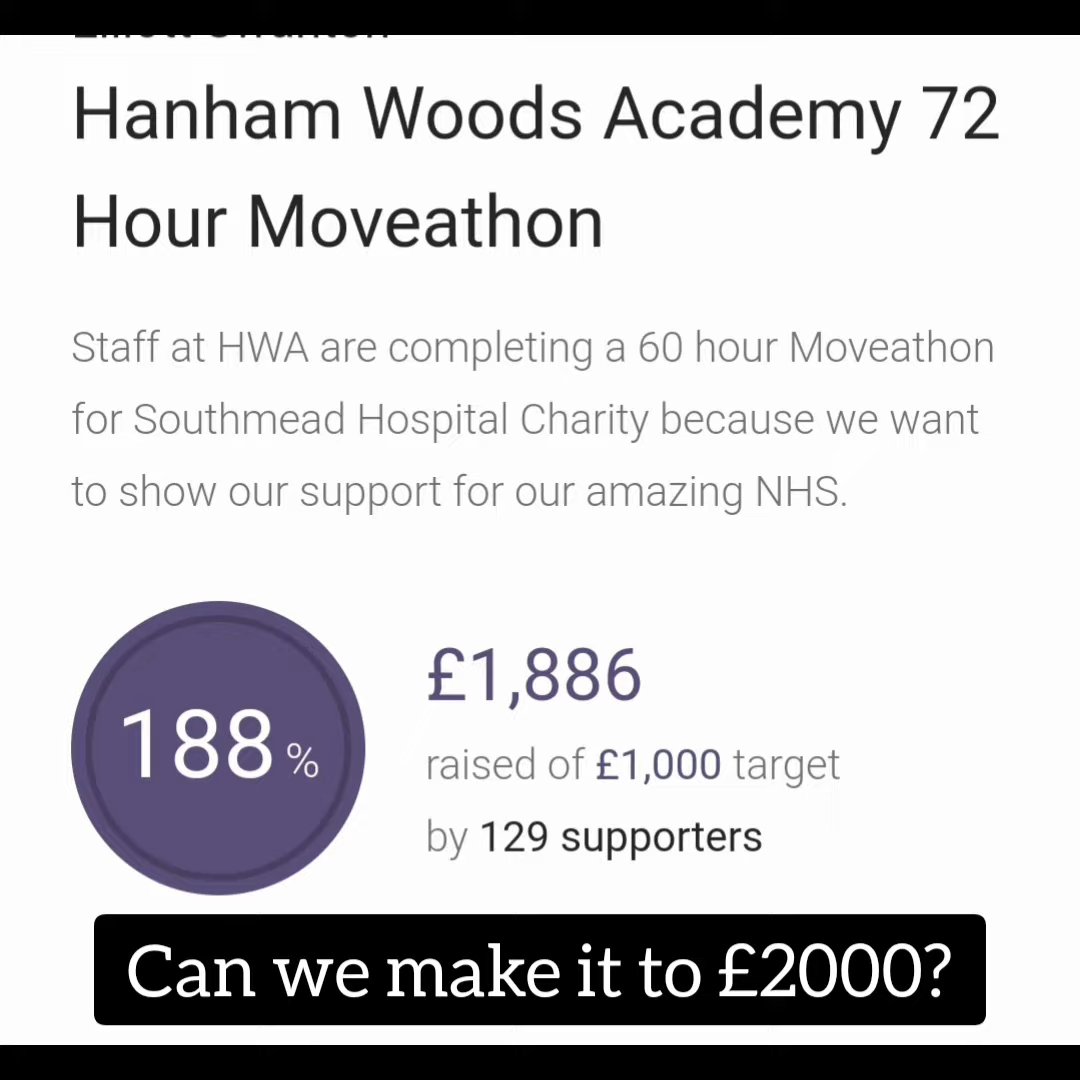 Hanham Woods Academy 72
Hour Moveathon
Staff at HWA are completing a 60 hour Moveathon
for Southmead Hospital Charity because we want
to show our support for our amazing NHS.
188 %
£1,886
raised of £1,000 target
by 129 supporters
Can we make it to £2000?